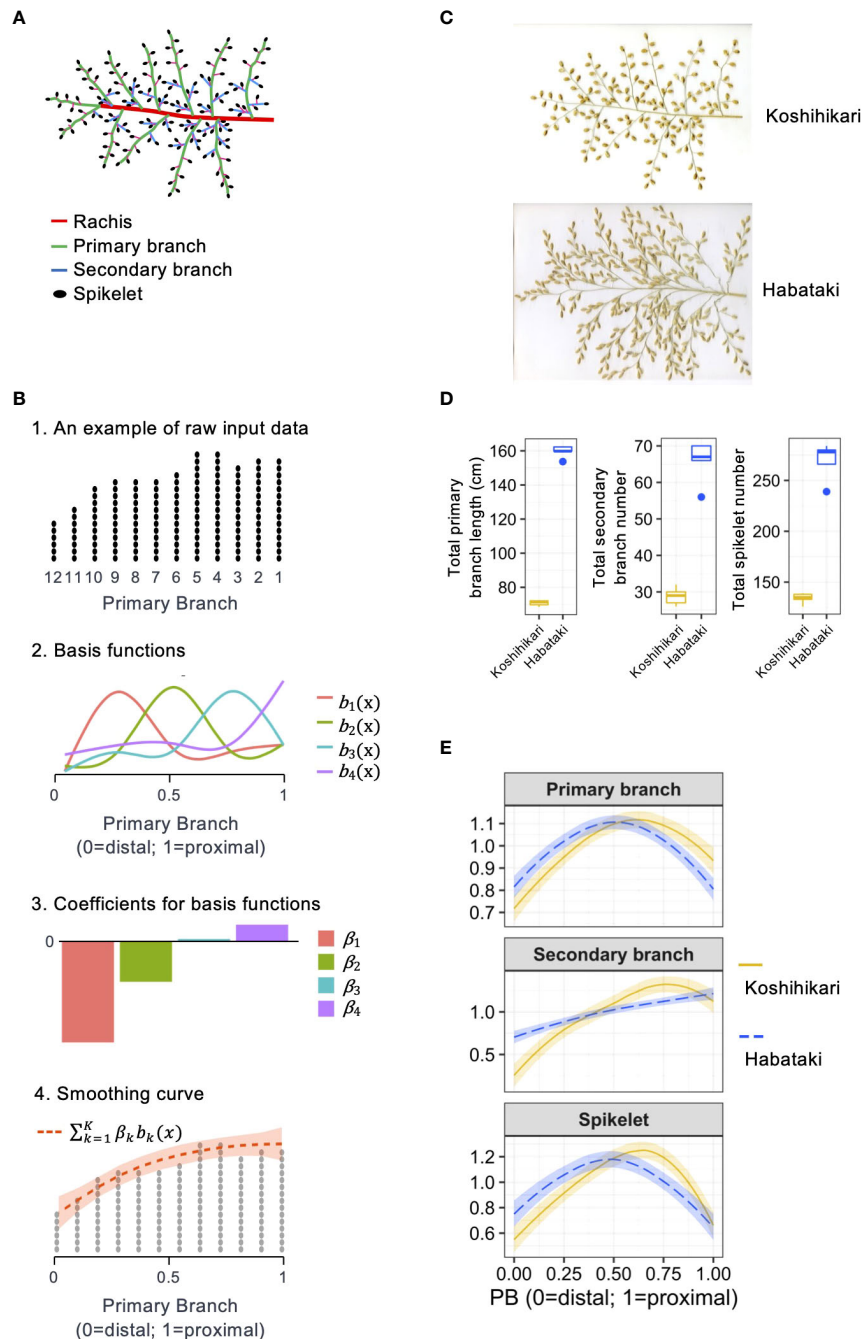 A
Rachis
Primary branch
Secondary branch
Spikelet
B
1. An example of raw input data
12 11 10 9 8 7 6 5 4 3 2 1
Primary Branch
2. Basis functions
b₁(x)
b₂(x)
b₃(x)
b₄(x)
0 0.5 1
Primary Branch
(0=distal; 1=proximal)
3. Coefficients for basis functions
0
β₁
β₂
β₃
β₄
4. Smoothing curve
∑ᴷₖ₌₁ βₖbₖ(x)
0 0.5 1
Primary Branch
(0=distal; 1=proximal)
C
Koshihikari
Habataki
D
Total primary
branch length (cm)
160
140
120
100
80
Koshihikari
Habataki
Total secondary
branch number
70
60
50
40
30
Koshihikari
Habataki
Total spikelet number
250
200
150
Koshihikari
Habataki
E
Primary branch
1.1
1.0
0.9
0.8
0.7
Secondary branch
1.0
0.5
Spikelet
1.2
1.0
0.8
0.6
0.00 0.25 0.50 0.75 1.00
PB (0=distal; 1=proximal)
Koshihikari
Habataki